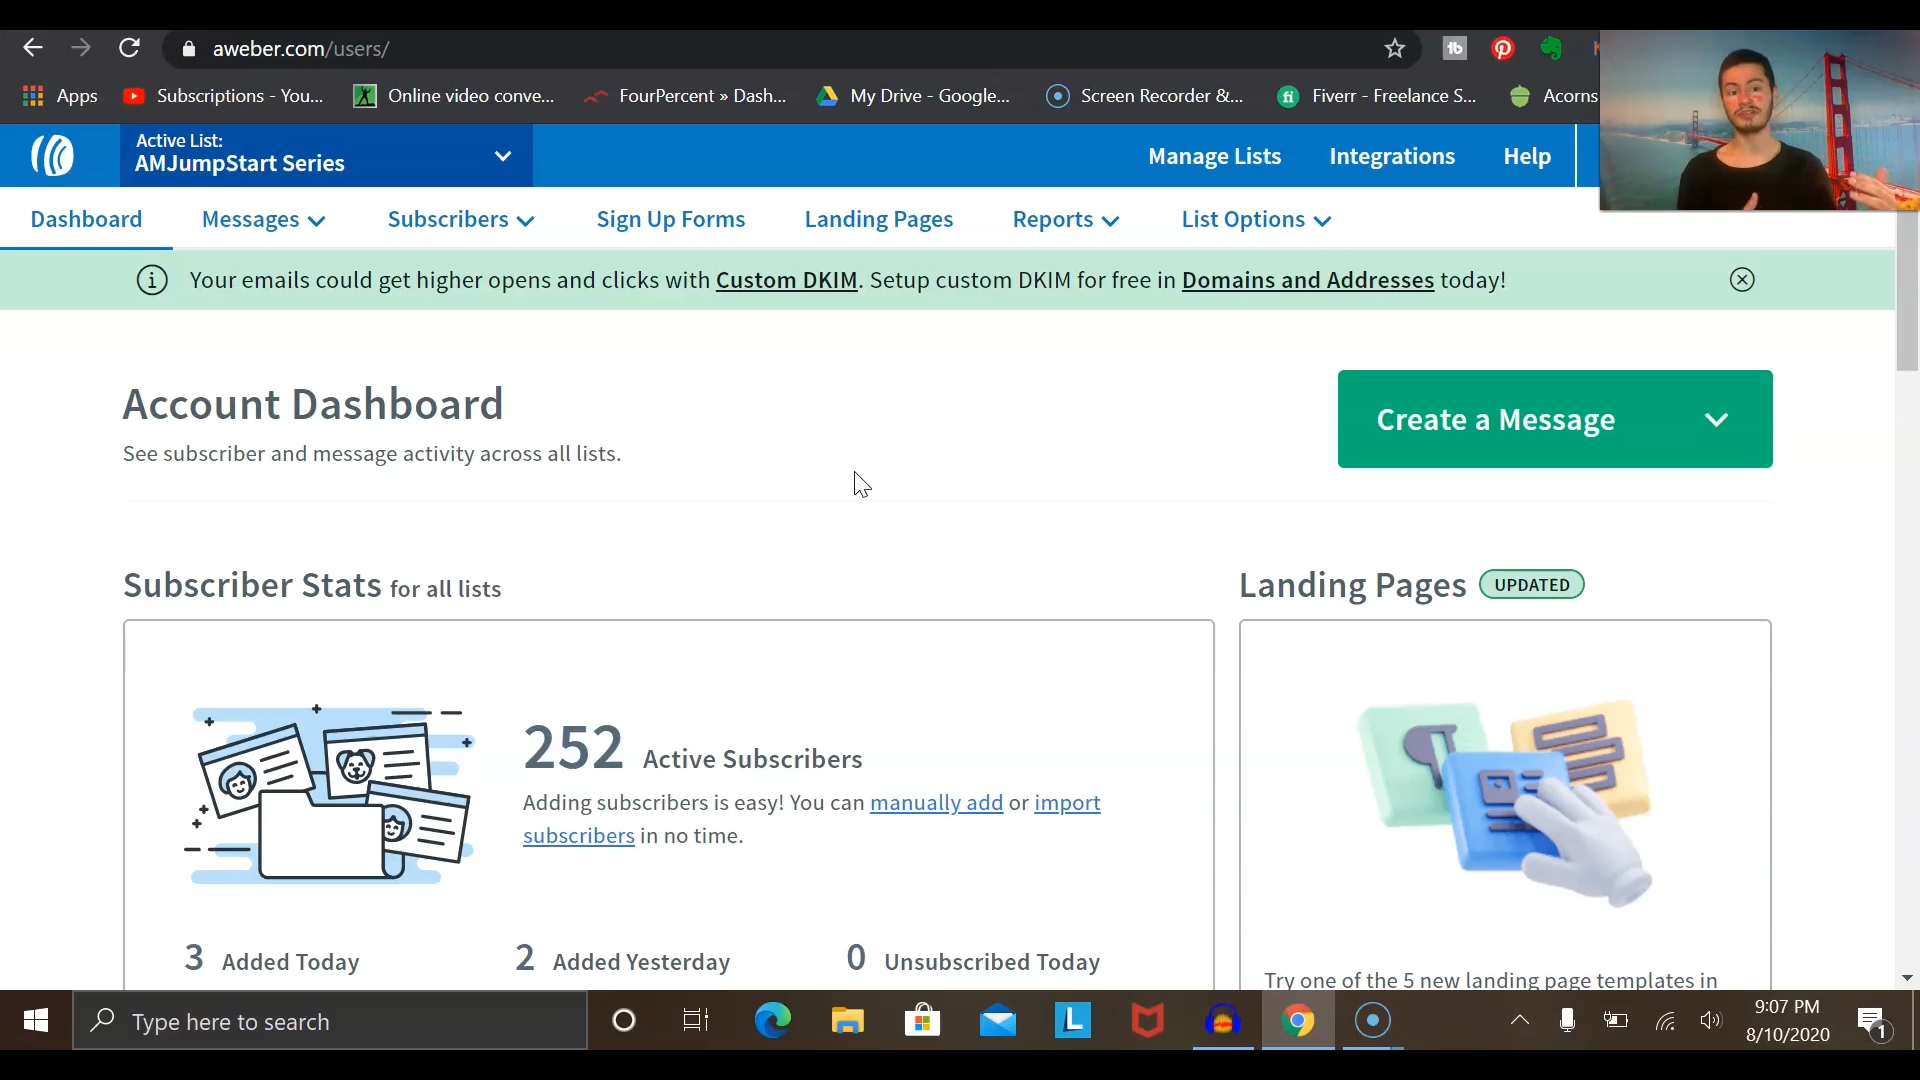 aweber.com/users/
Apps
Subscriptions - You...
Online video conve...
FourPercent » Dash...
My Drive - Google...
Screen Recorder &...
Fiverr - Freelance S...
Acorns
Active List:
AMJumpStart Series
Manage Lists
Integrations
Help
Dashboard
Messages
Subscribers
Sign Up Forms
Landing Pages
Reports
List Options
Your emails could get higher opens and clicks with Custom DKIM. Setup custom DKIM for free in Domains and Addresses today!
Account Dashboard
See subscriber and message activity across all lists.
Create a Message
Subscriber Stats for all lists
252 Active Subscribers
Adding subscribers is easy! You can manually add or import
subscribers in no time.
3 Added Today
2 Added Yesterday
0 Unsubscribed Today
Landing Pages UPDATED
Try one of the 5 new landing page templates in
Type here to search
9:07 PM
8/10/2020
1